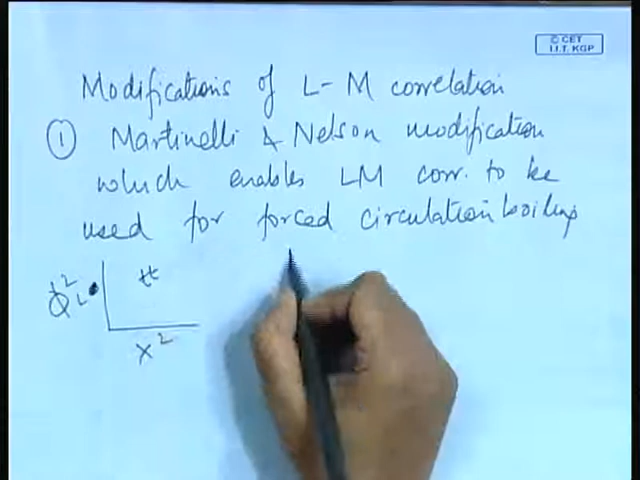 © CET
I.I.T. KGP
Modifications of L-M correlation
① Martinelli & Nelson modification
which enables LM corr. to be
used for forced circulation boiling
Φ²L tt
X²